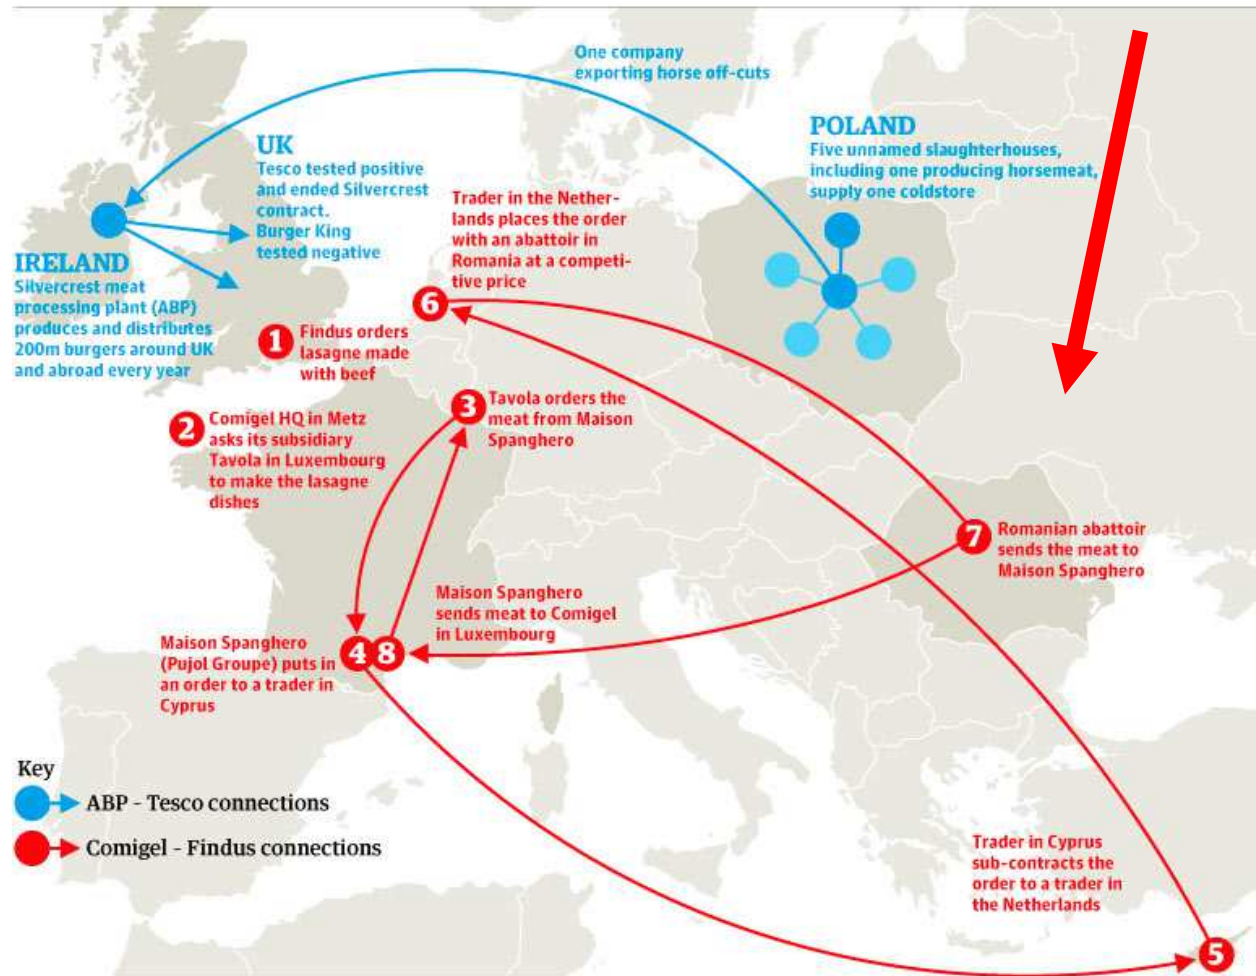 One company
exporting horse off-cuts
POLAND
Five unnamed slaughterhouses,
including one producing horsemeat,
supply one coldstore
UK
Tesco tested positive
and ended Silvercrest
contract.
Burger King
tested negative
IRELAND
Silvercrest meat
processing plant (ABP)
produces and distributes
200m burgers around UK
and abroad every year
Trader in the Nether-
lands places the order
with an abattoir in
Romania at a competi-
tive price
6
1
Findus orders
lasagne made
with beef
2
Comigel HQ in Metz
asks its subsidiary
Tavola in Luxembourg
to make the lasagne
dishes
3
Tavola orders the
meat from Maison
Spanghero
7
Romanian abattoir
sends the meat to
Maison Spanghero
Maison Spanghero
sends meat to Comigel
in Luxembourg
4
8
Maison Spanghero
(Pujol Groupe) puts in
an order to a trader in
Cyprus
Trader in Cyprus
sub-contracts the
order to a trader in
the Netherlands
5
Key
ABP - Tesco connections
Comigel - Findus connections